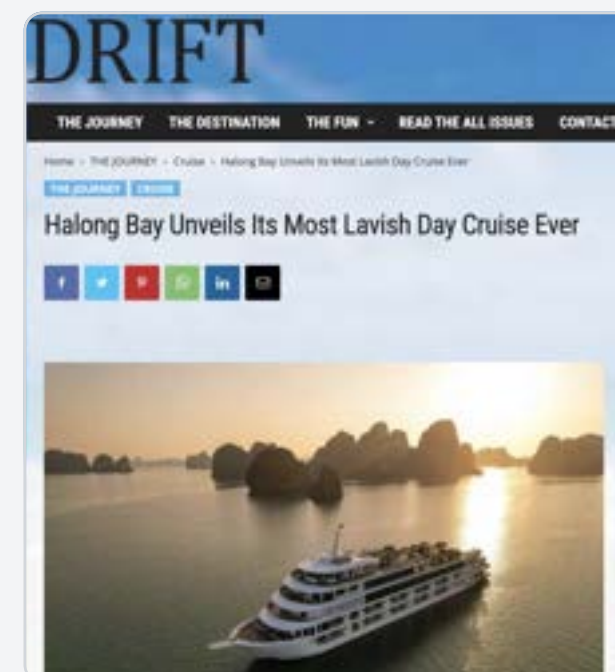 DRIFT
THE JOURNEY THE DESTINATION THE FUN READ THE ALL ISSUES CONTACT
Home > THE JOURNEY > Cruise > Halong Bay Unveils Its Most Lavish Day Cruise Ever
THE JOURNEY CRUISE
Halong Bay Unveils Its Most Lavish Day Cruise Ever
f in